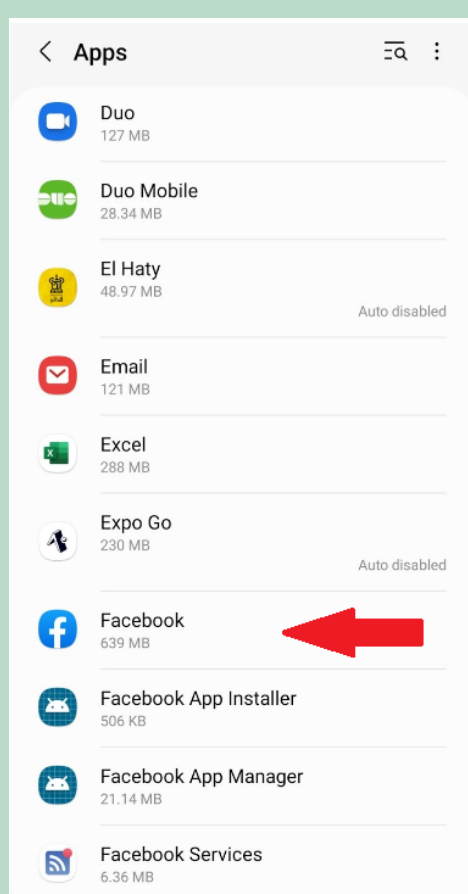 Apps
Duo
127 MB
Duo Mobile
28.34 MB
El Haty
48.97 MB
Auto disabled
Email
121 MB
Excel
288 MB
Expo Go
230 MB
Auto disabled
Facebook
639 MB
Facebook App Installer
506 KB
Facebook App Manager
21.14 MB
Facebook Services
6.36 MB